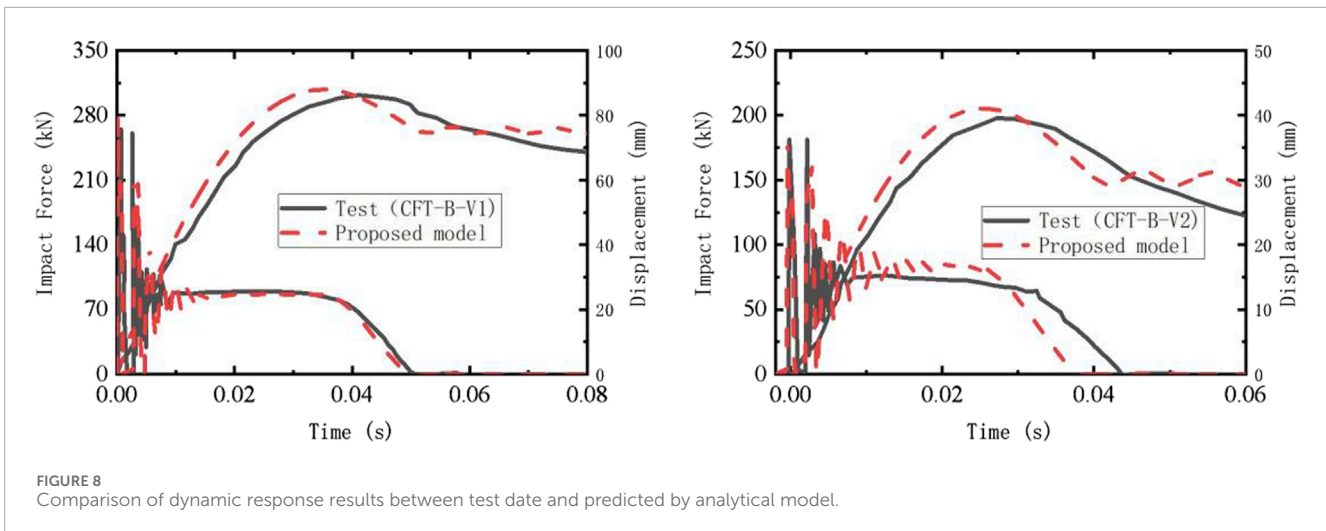 350
280
210
140
70
0
Impact Force (kN)
100
80
60
40
20
0
Displacement (mm)
Test (CFT-B-V1)
Proposed model
0.00 0.02 0.04 0.06 0.08
Time (s)
250
200
150
100
50
0
Impact Force (kN)
50
40
30
20
10
0
Displacement (mm)
Test (CFT-B-V2)
Proposed model
0.00 0.02 0.04 0.06
Time (s)
FIGURE 8
Comparison of dynamic response results between test date and predicted by analytical model.